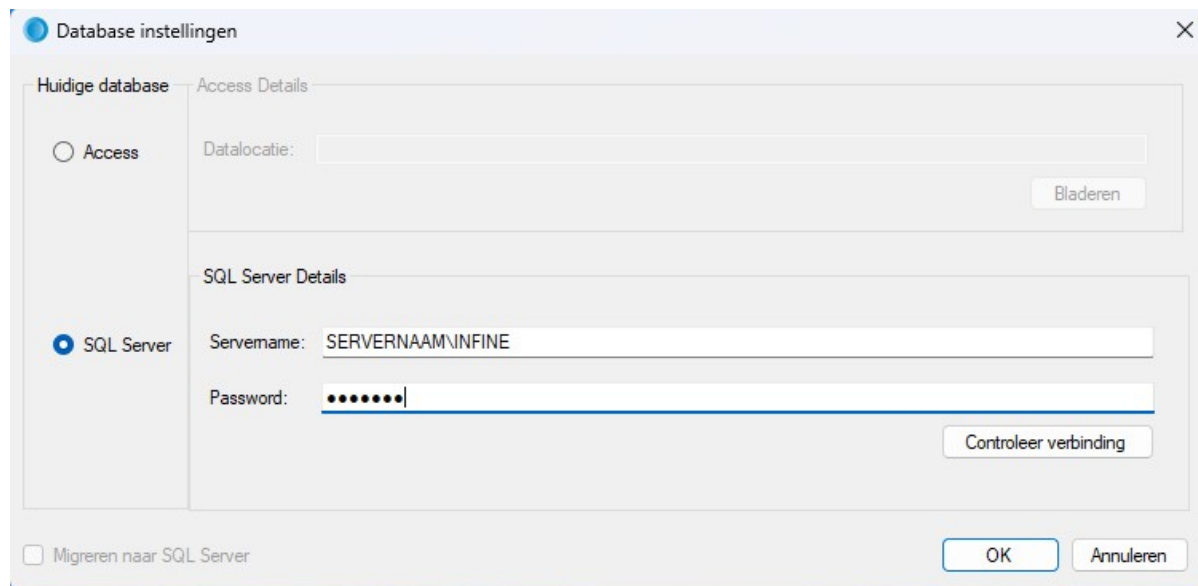 Database instellingen
Huidige database
Access Details
Access
Datalocatie:
Bladeren
SQL Server Details
SQL Server
Servername:
SERVERNAAM\INFINE
Password:
•••••••
Controleer verbinding
Migreren naar SQL Server
OK
Annuleren